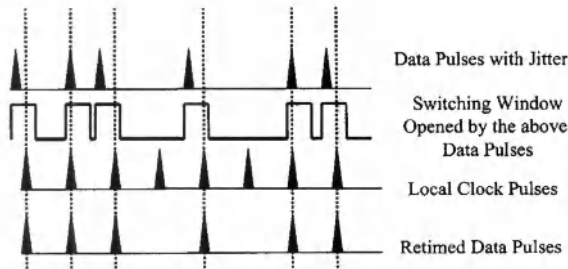 Data Pulses with Jitter
Switching Window
Opened by the above
Data Pulses
Local Clock Pulses
Retimed Data Pulses